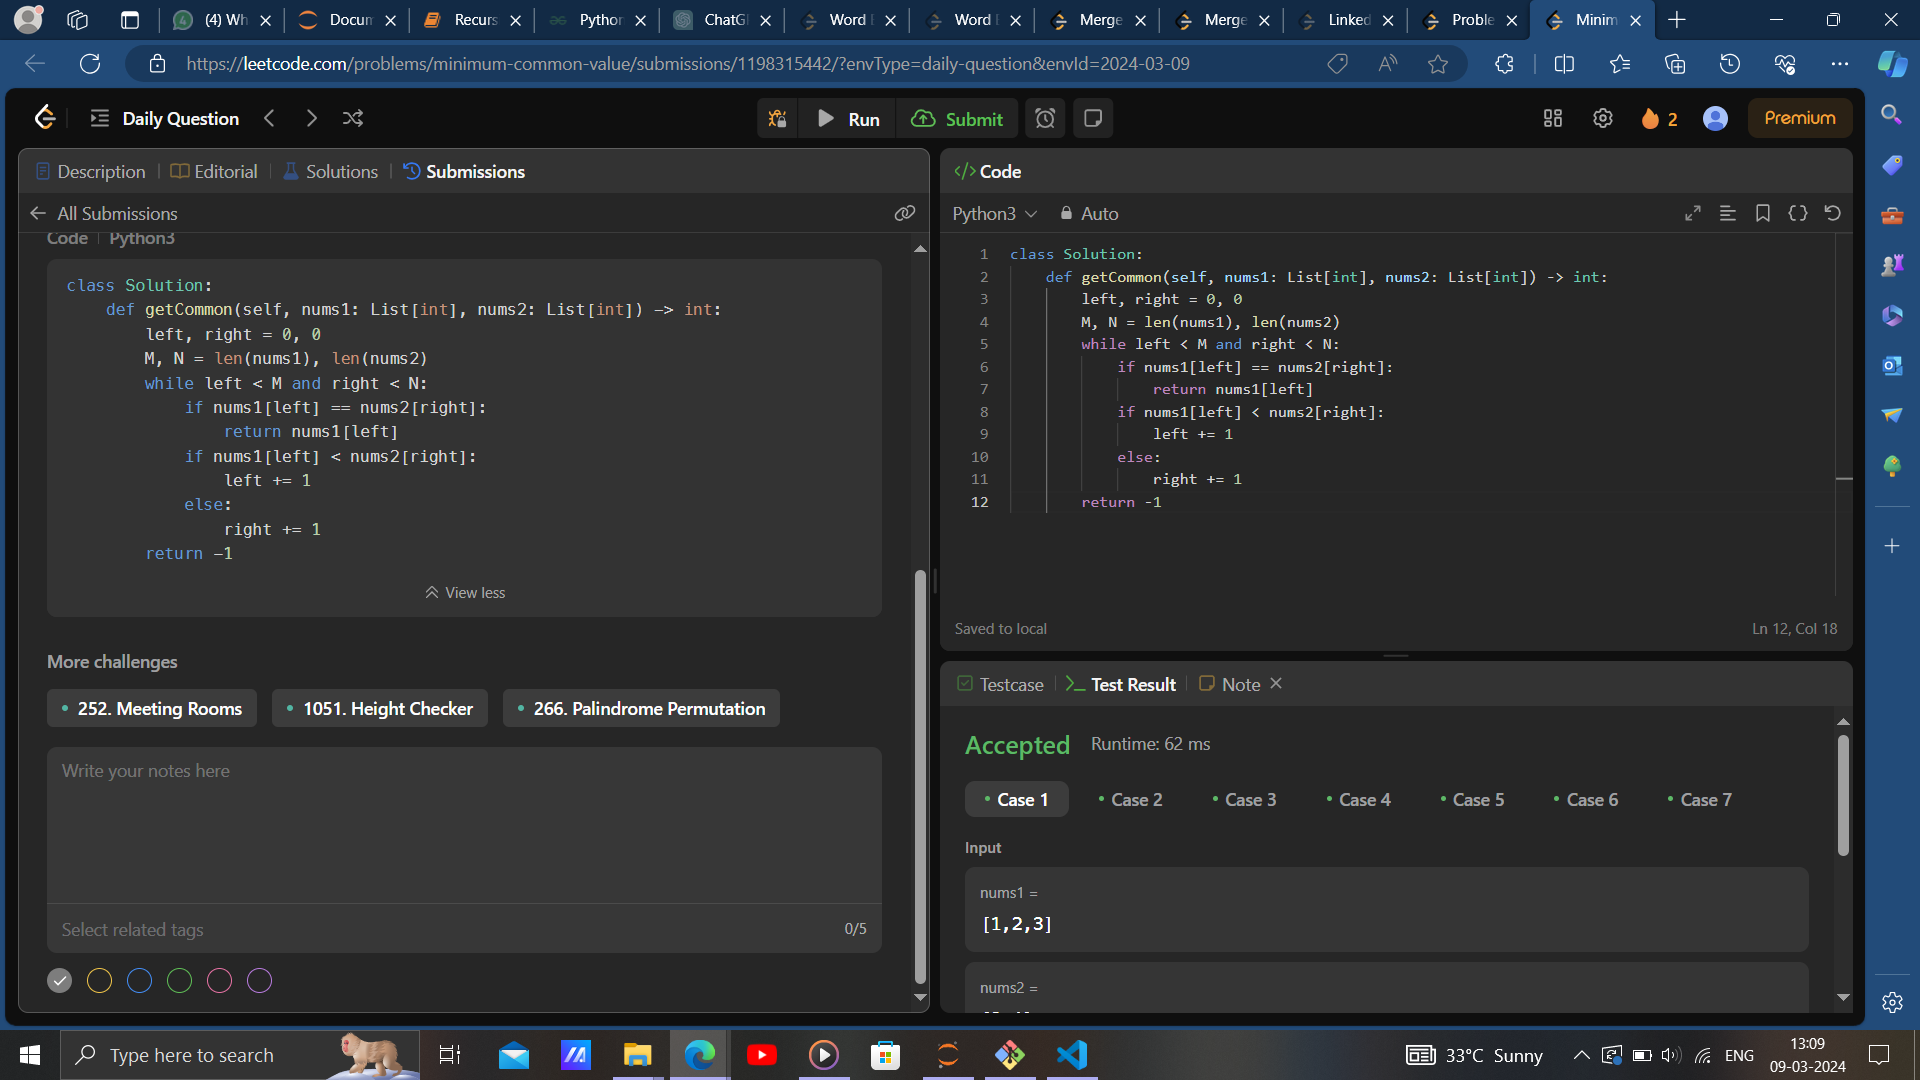 (4) Wh
Docum
Recurs
Python
ChatG
Word
Word
Merge
Merge
Linked
Proble
Minim
https://leetcode.com/problems/minimum-common-value/submissions/1198315442/?envType=daily-question&envId=2024-03-09
Daily Question
Run
Submit
2
Premium
Description
Editorial
Solutions
Submissions
All Submissions
Code
Python3
class Solution:
def getCommon(self, nums1: List[int], nums2: List[int]) -> int:
left, right = 0, 0
M, N = len(nums1), len(nums2)
while left < M and right < N:
if nums1[left] == nums2[right]:
return nums1[left]
if nums1[left] < nums2[right]:
left += 1
else:
right += 1
return -1
View less
More challenges
252. Meeting Rooms
1051. Height Checker
266. Palindrome Permutation
Write your notes here
Select related tags
0/5
</> Code
Python3
Auto
1 class Solution:
2 def getCommon(self, nums1: List[int], nums2: List[int]) -> int:
3 left, right = 0, 0
4 M, N = len(nums1), len(nums2)
5 while left < M and right < N:
6 if nums1[left] == nums2[right]:
7 return nums1[left]
8 if nums1[left] < nums2[right]:
9 left += 1
10 else:
11 right += 1
12 return -1
Saved to local
Ln 12, Col 18
Testcase
Test Result
Note
Accepted
Runtime: 62 ms
Case 1
Case 2
Case 3
Case 4
Case 5
Case 6
Case 7
Input
nums1 =
[1,2,3]
nums2 =
Type here to search
33°C Sunny
ENG
13:09
09-03-2024